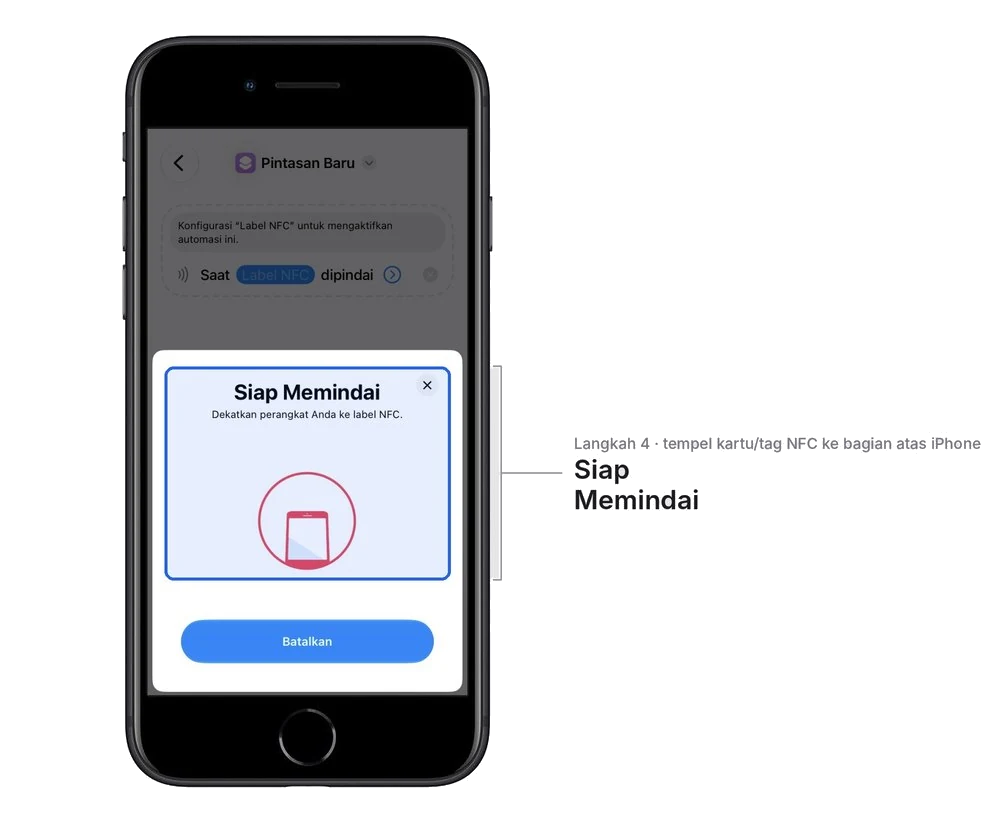 Pintasan Baru
Konfigurasi “Label NFC” untuk mengaktifkan
automasi ini.
Saat Label NFC dipindai
Siap Memindai
Dekatkan perangkat Anda ke label NFC.
Batalkan
Langkah 4 · tempel kartu/tag NFC ke bagian atas iPhone
Siap
Memindai